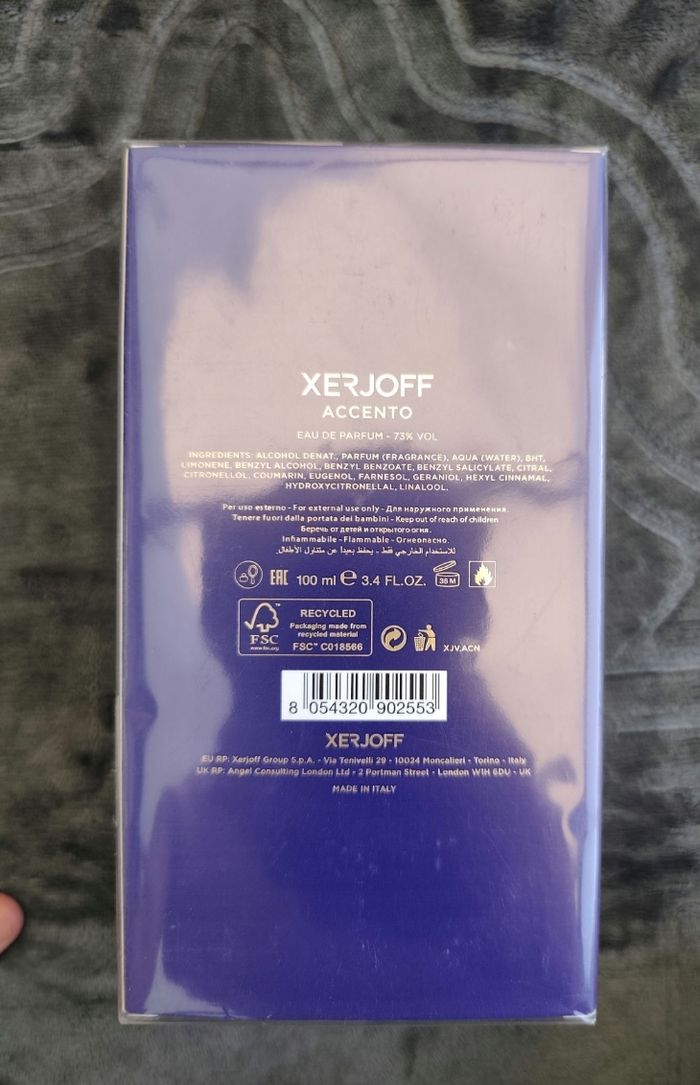 XERJOFF
ACCENTO
EAU DE PARFUM - 73% VOL
INGREDIENTS: ALCOHOL DENAT., PARFUM (FRAGRANCE), AQUA (WATER), BHT,
LIMONENE, BENZYL ALCOHOL, BENZYL BENZOATE, BENZYL SALICYLATE, CITRAL,
CITRONELLOL, COUMARIN, EUGENOL, FARNESOL, GERANIOL, HEXYL CINNAMAL,
HYDROXYCITRONELLAL, LINALOOL.
Per uso esterno - For external use only - Для наружного применения.
Tenere fuori dalla portata dei bambini - Keep out of reach of children
Беречь от детей и открытого огня.
Infiammabile - Flammable - Огнеопасно.
للاستخدام الخارجي فقط - يحفظ بعيداً عن متناول الأطفال.
EAC 100 ml ℮ 3.4 FL.OZ. 36 M
RECYCLED
Packaging made from
recycled material
FSC
www.fsc.org
FSC™ C018566
XJV.ACN
8 054320 902553
XERJOFF
EU RP: Xerjoff Group S.p.A. - Via Tenivelli 29 - 10024 Moncalieri - Torino - Italy
UK RP: Angel Consulting London Ltd - 2 Portman Street - London W1H 6DU - UK
MADE IN ITALY